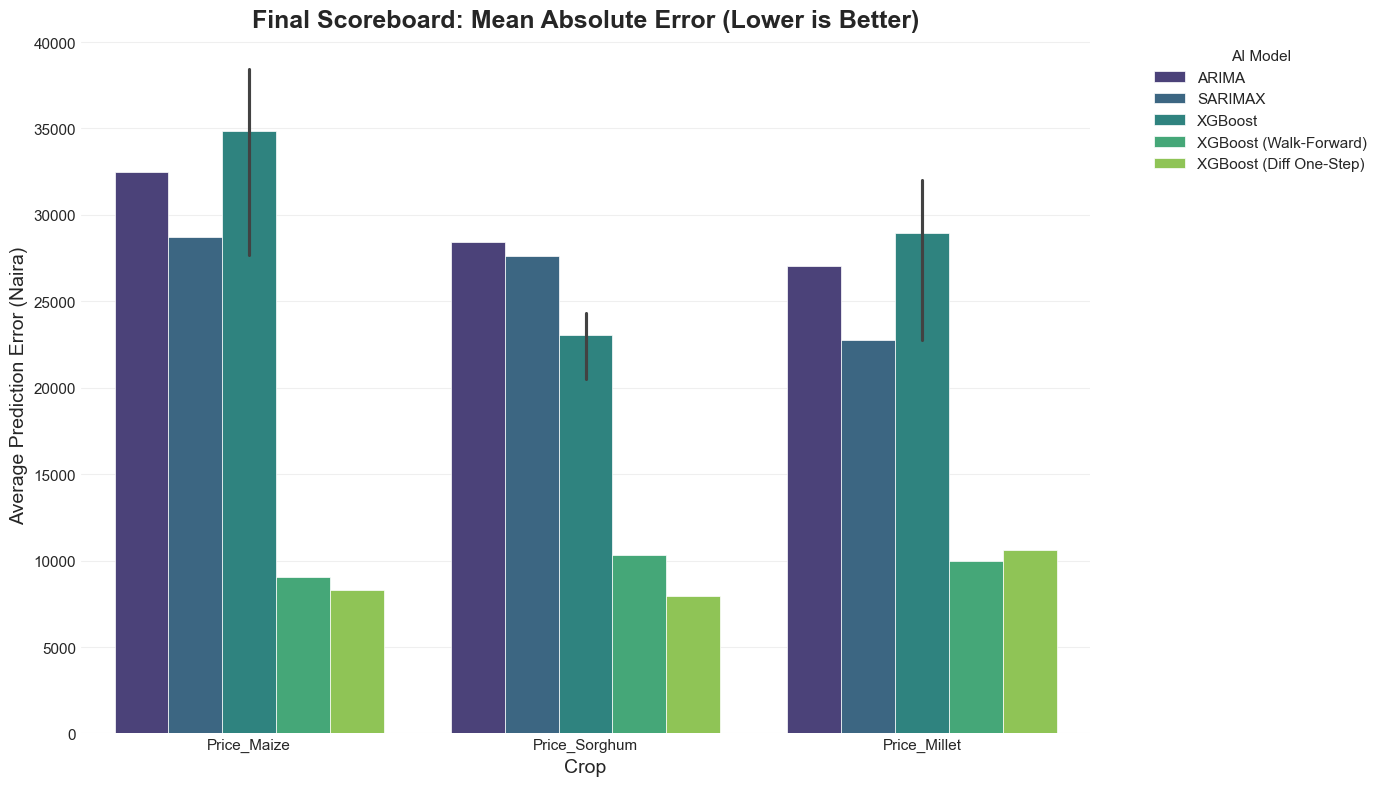 Final Scoreboard: Mean Absolute Error (Lower is Better)
Average Prediction Error (Naira)
40000
35000
30000
25000
20000
15000
10000
5000
0
Price_Maize
Price_Sorghum
Price_Millet
Crop
AI Model
ARIMA
SARIMAX
XGBoost
XGBoost (Walk-Forward)
XGBoost (Diff One-Step)